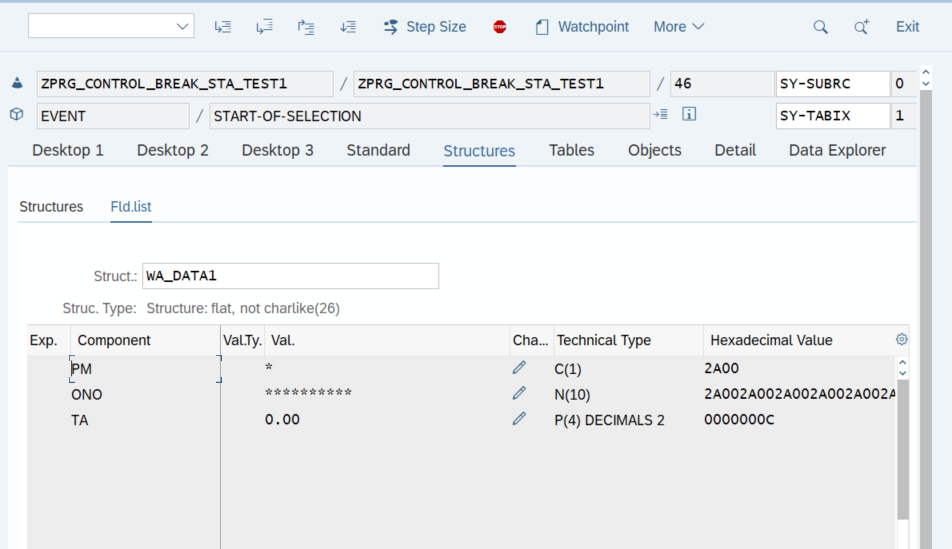 Step Size STOP Watchpoint More Exit
ZPRG_CONTROL_BREAK_STA_TEST1 / ZPRG_CONTROL_BREAK_STA_TEST1 / 46 SY-SUBRC 0
EVENT / START-OF-SELECTION SY-TABIX 1
Desktop 1 Desktop 2 Desktop 3 Standard Structures Tables Objects Detail Data Explorer
Structures Fld.list
Struct.: WA_DATA1
Struc. Type: Structure: flat, not charlike(26)
Exp. Component Val.Ty. Val. Cha... Technical Type Hexadecimal Value
PM * C(1) 2A00
ONO ********** N(10) 2A002A002A002A002A002A
TA 0.00 P(4) DECIMALS 2 0000000C